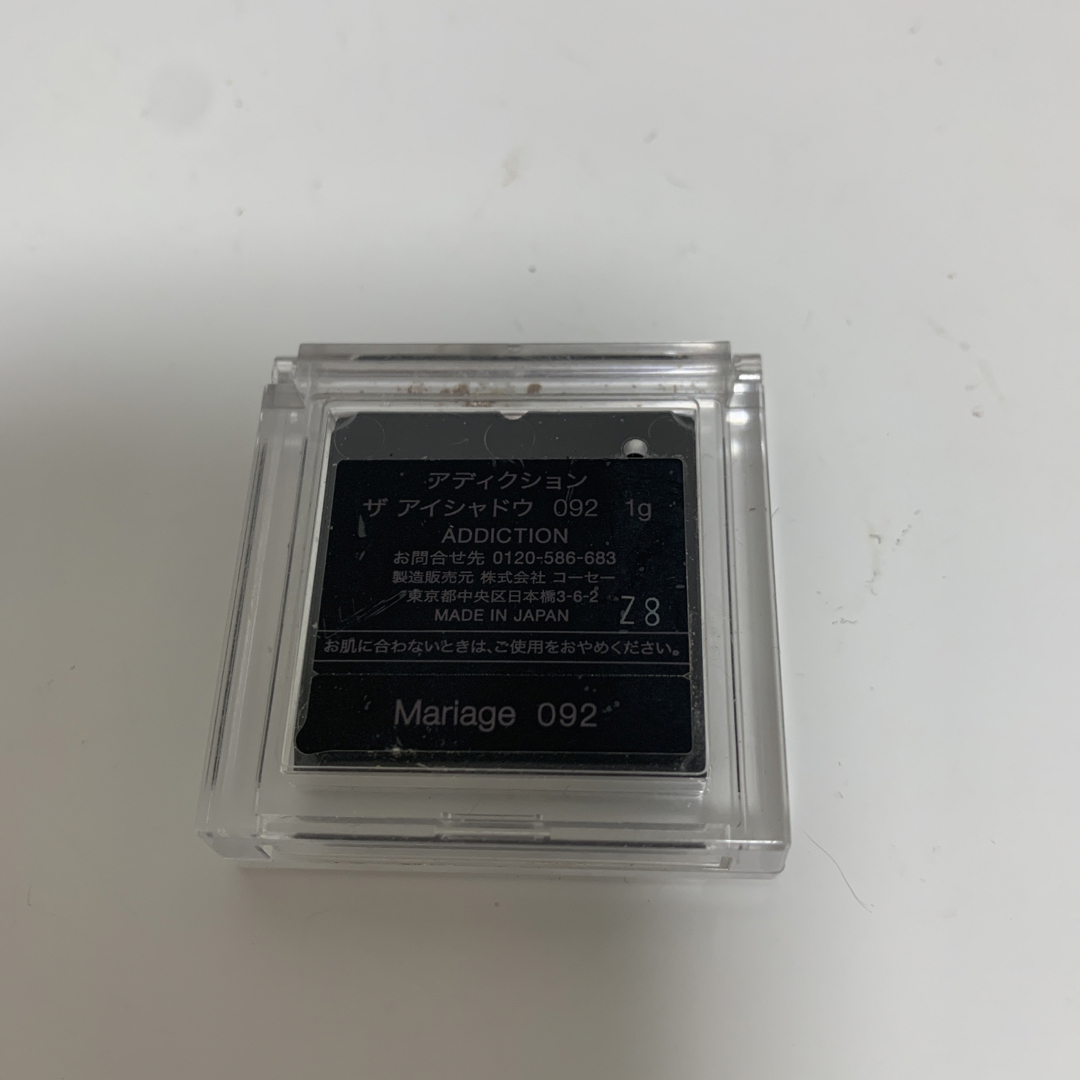 アディクション
ザ アイシャドウ 092 1g
ADDICTION
お問合せ先 0120-586-683
製造販売元 株式会社 コーセー
東京都中央区日本橋3-6-2
MADE IN JAPAN Z8
お肌に合わないときは、ご使用をおやめください。
Mariage 092